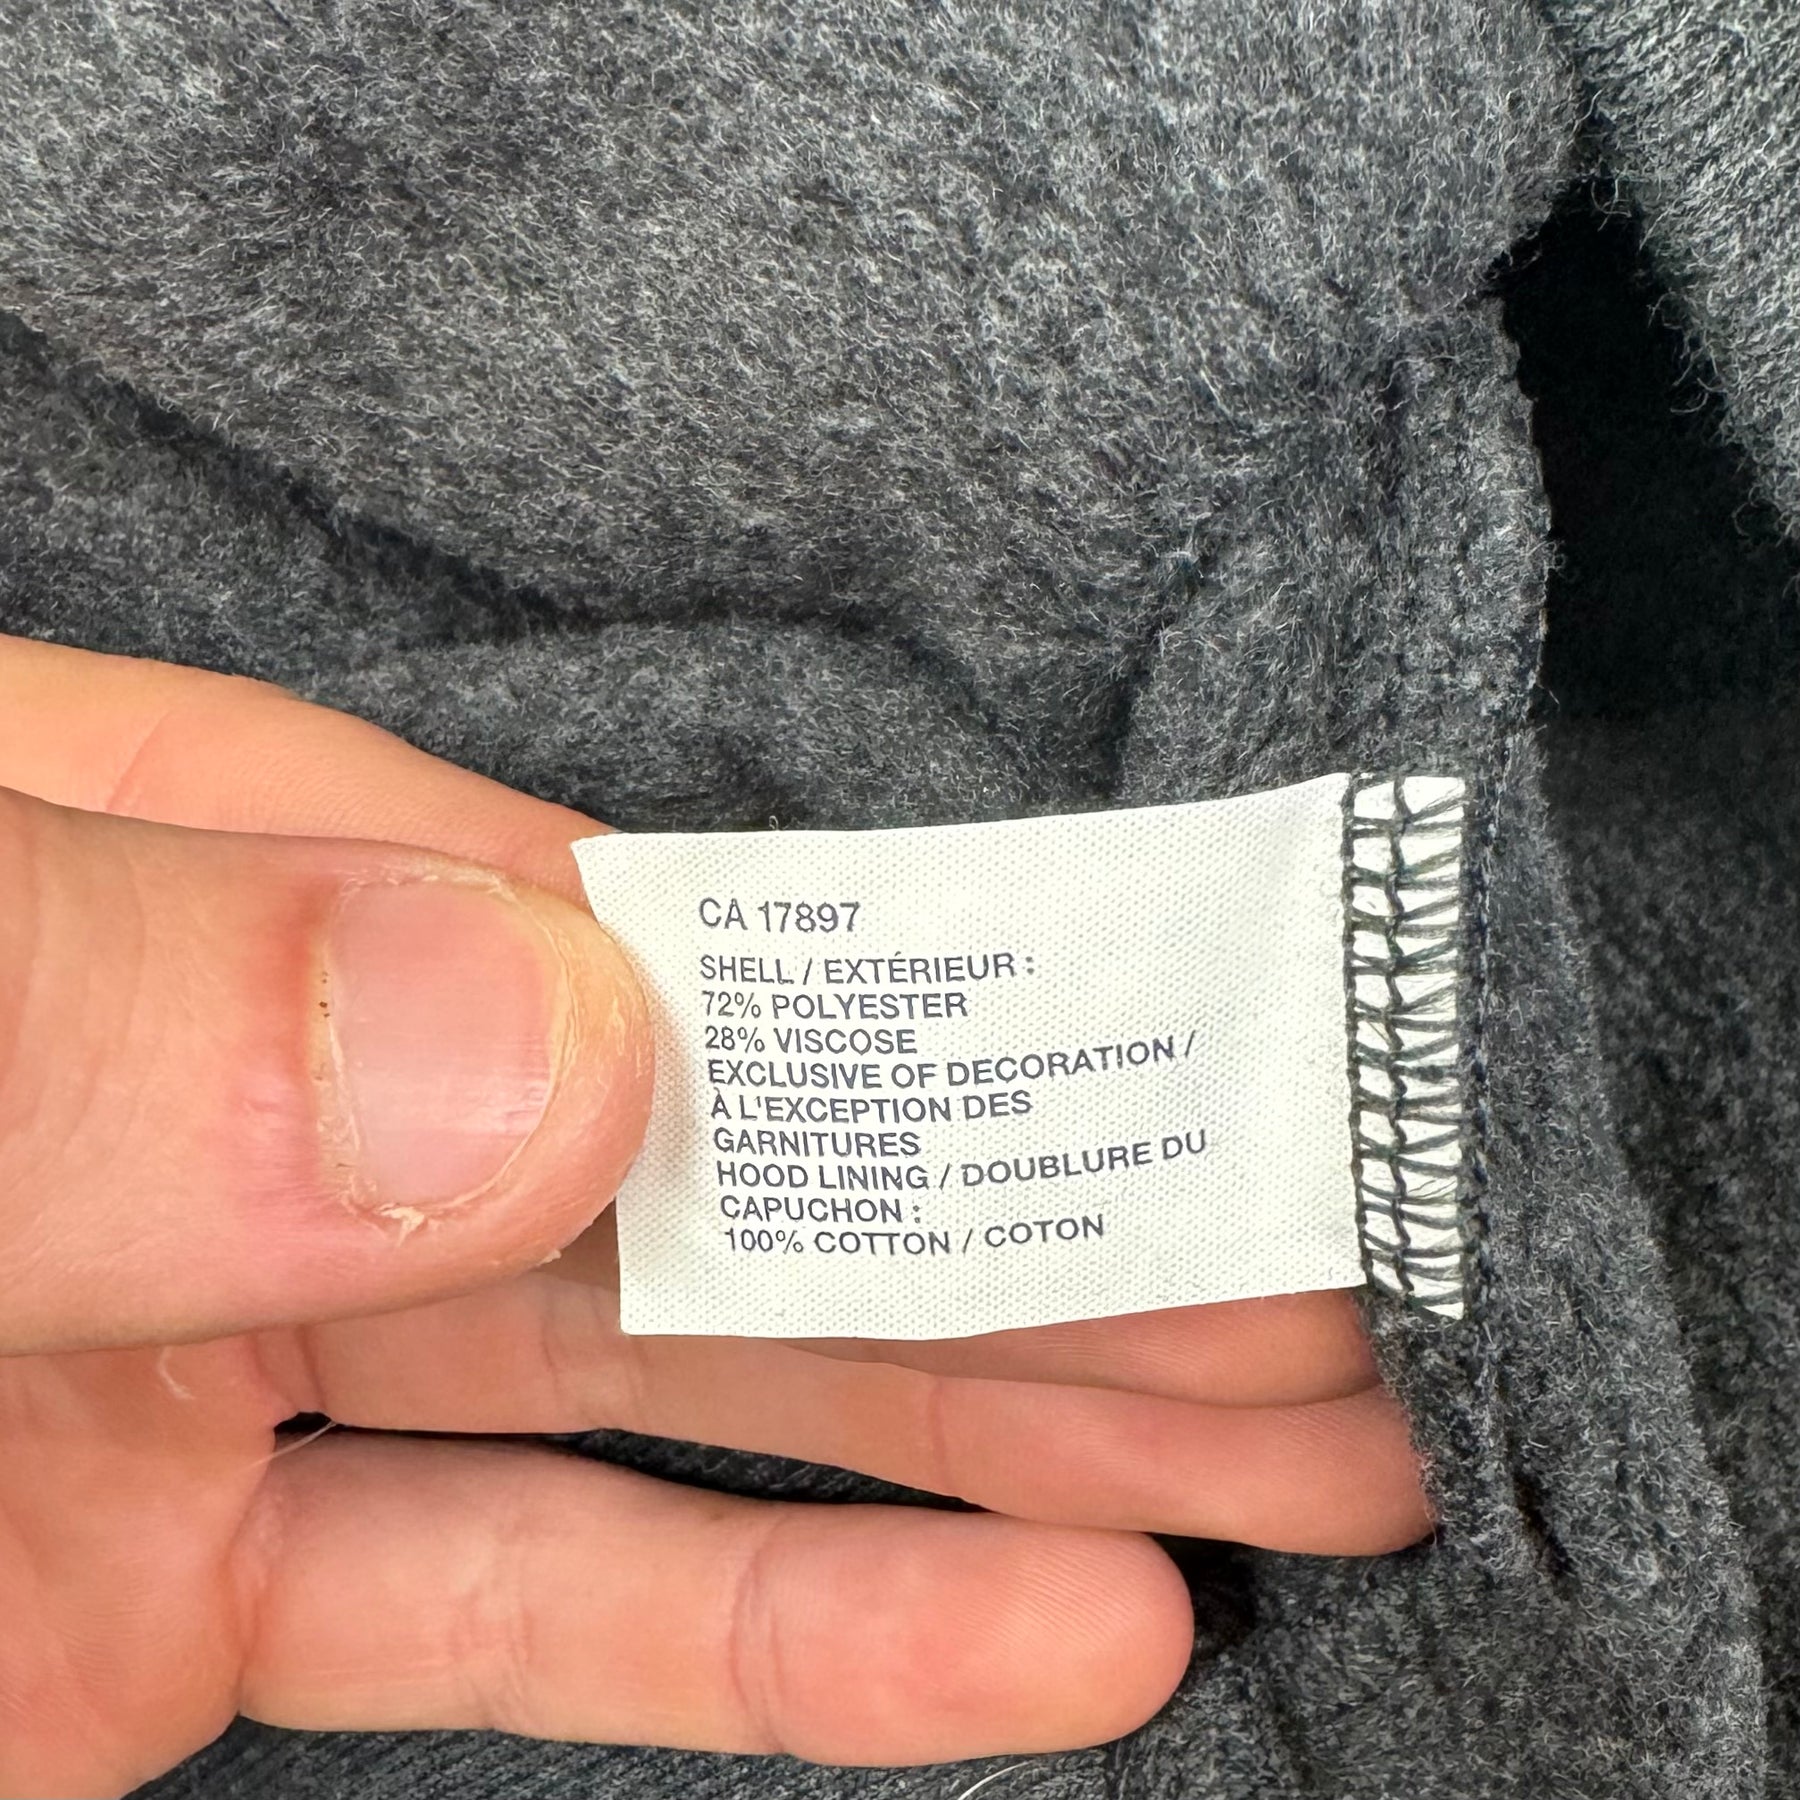 CA 17897
SHELL / EXTÉRIEUR :
72% POLYESTER
28% VISCOSE
EXCLUSIVE OF DECORATION /
À L'EXCEPTION DES
GARNITURES
HOOD LINING / DOUBLURE DU
CAPUCHON :
100% COTTON / COTON